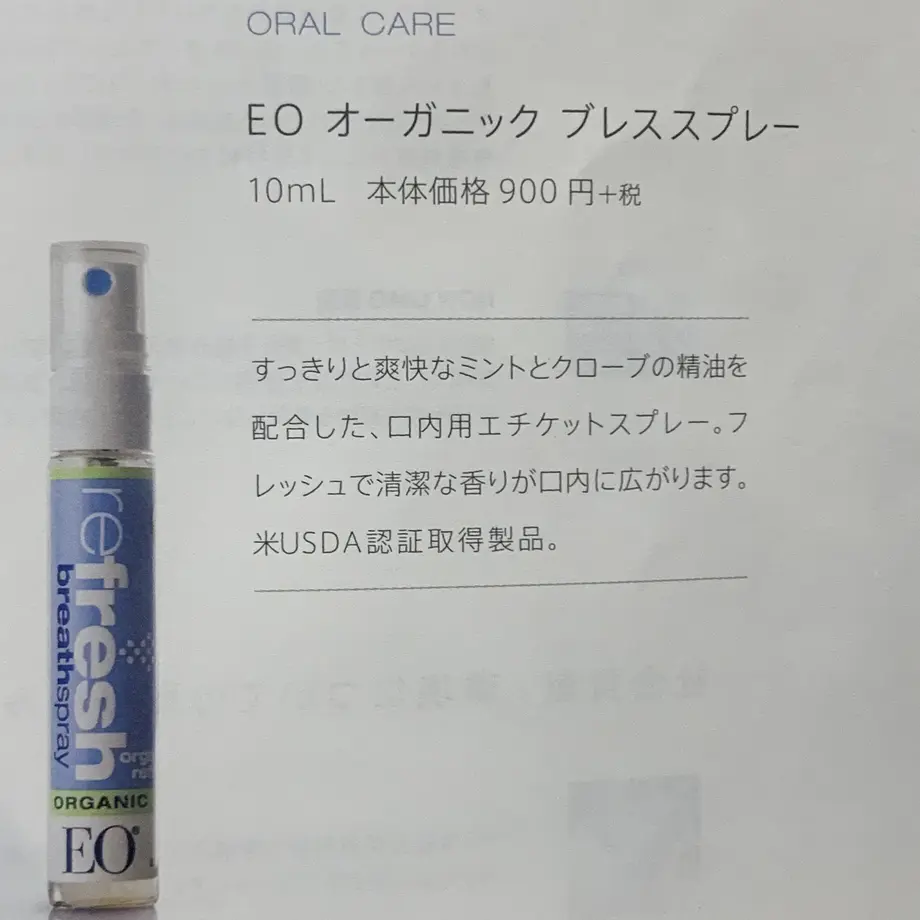 ORAL CARE
EO オーガニック ブレススプレー
10mL 本体価格 900 円+税
すっきりと爽快なミントとクローブの精油を
配合した、口内用エチケットスプレー。フ
レッシュで清潔な香りが口内に広がります。
米USDA認証取得製品。
refresh
breathspray
ORGANIC
EO